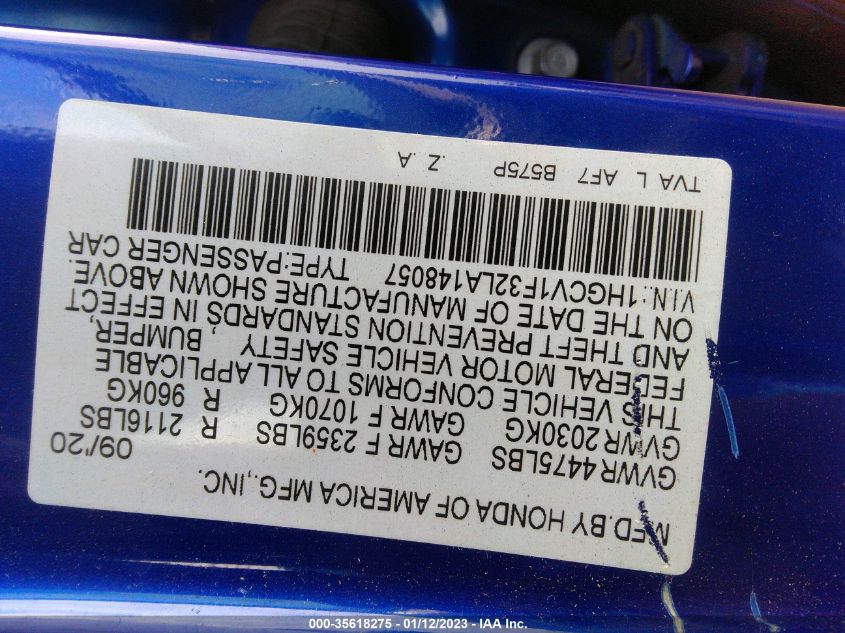 MFD.BY HONDA OF AMERICA MFG.,INC.
09/'20
GVWR 4475LBS GAWR F 2359LBS R 2116LBS
GVWR 2030KG GAWR F 1070KG R 960KG
THIS VEHICLE CONFORMS TO ALL APPLICABLE
FEDERAL MOTOR VEHICLE SAFETY , BUMPER,
AND THEFT PREVENTION STANDARDS IN EFFECT
ON THE DATE OF MANUFACTURE SHOWN ABOVE.
V.I.N.:1HGCV1F32LA148057 TYPE:PASSENGER CAR
TVA L AF7 B575P .Z .A
000-35618275 - 01/12/2023 - IAA Inc.